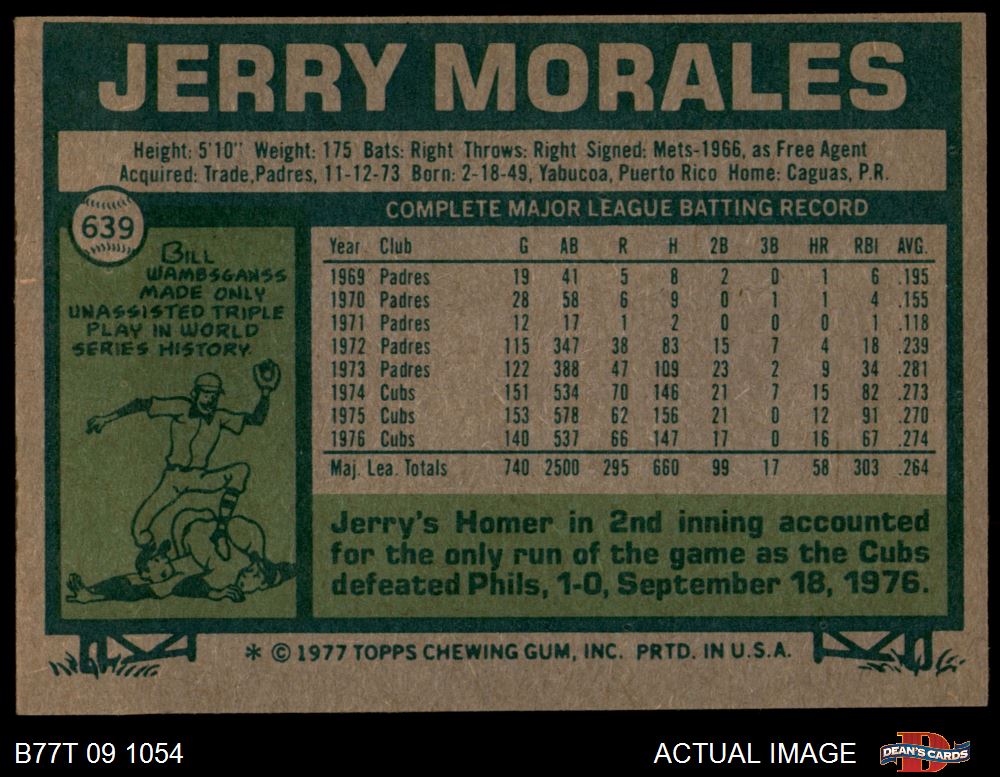 JERRY MORALES
Height: 5'10" Weight: 175 Bats: Right Throws: Right Signed: Mets-1966, as Free Agent
Acquired: Trade, Padres, 11-12-73 Born: 2-18-49, Yabucoa, Puerto Rico Home: Caguas, P.R.
639
BILL
WAMBSGANSS
MADE ONLY
UNASSISTED TRIPLE
PLAY IN WORLD
SERIES HISTORY.
COMPLETE MAJOR LEAGUE BATTING RECORD
Year Club G AB R H 2B 3B HR RBI AVG.
1969 Padres 19 41 5 8 2 0 1 6 .195
1970 Padres 28 58 6 9 0 1 1 4 .155
1971 Padres 12 17 1 2 0 0 0 1 .118
1972 Padres 115 347 38 83 15 7 4 18 .239
1973 Padres 122 388 47 109 23 2 9 34 .281
1974 Cubs 151 534 70 146 21 7 15 82 .273
1975 Cubs 153 578 62 156 21 0 12 91 .270
1976 Cubs 140 537 66 147 17 0 16 67 .274
Maj. Lea. Totals 740 2500 295 660 99 17 58 303 .264
Jerry's Homer in 2nd inning accounted
for the only run of the game as the Cubs
defeated Phils, 1-0, September 18, 1976.
* © 1977 TOPPS CHEWING GUM, INC. PRTD. IN U.S.A.
B77T 09 1054
ACTUAL IMAGE
D
DEAN'S CARDS